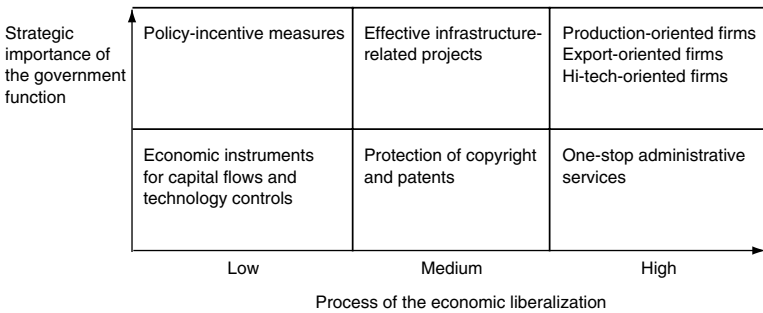 Strategic
importance of
the government
function
Policy-incentive measures
Effective infrastructure-
related projects
Production-oriented firms
Export-oriented firms
Hi-tech-oriented firms
Economic instruments
for capital flows and
technology controls
Protection of copyright
and patents
One-stop administrative
services
Low
Medium
High
Process of the economic liberalization